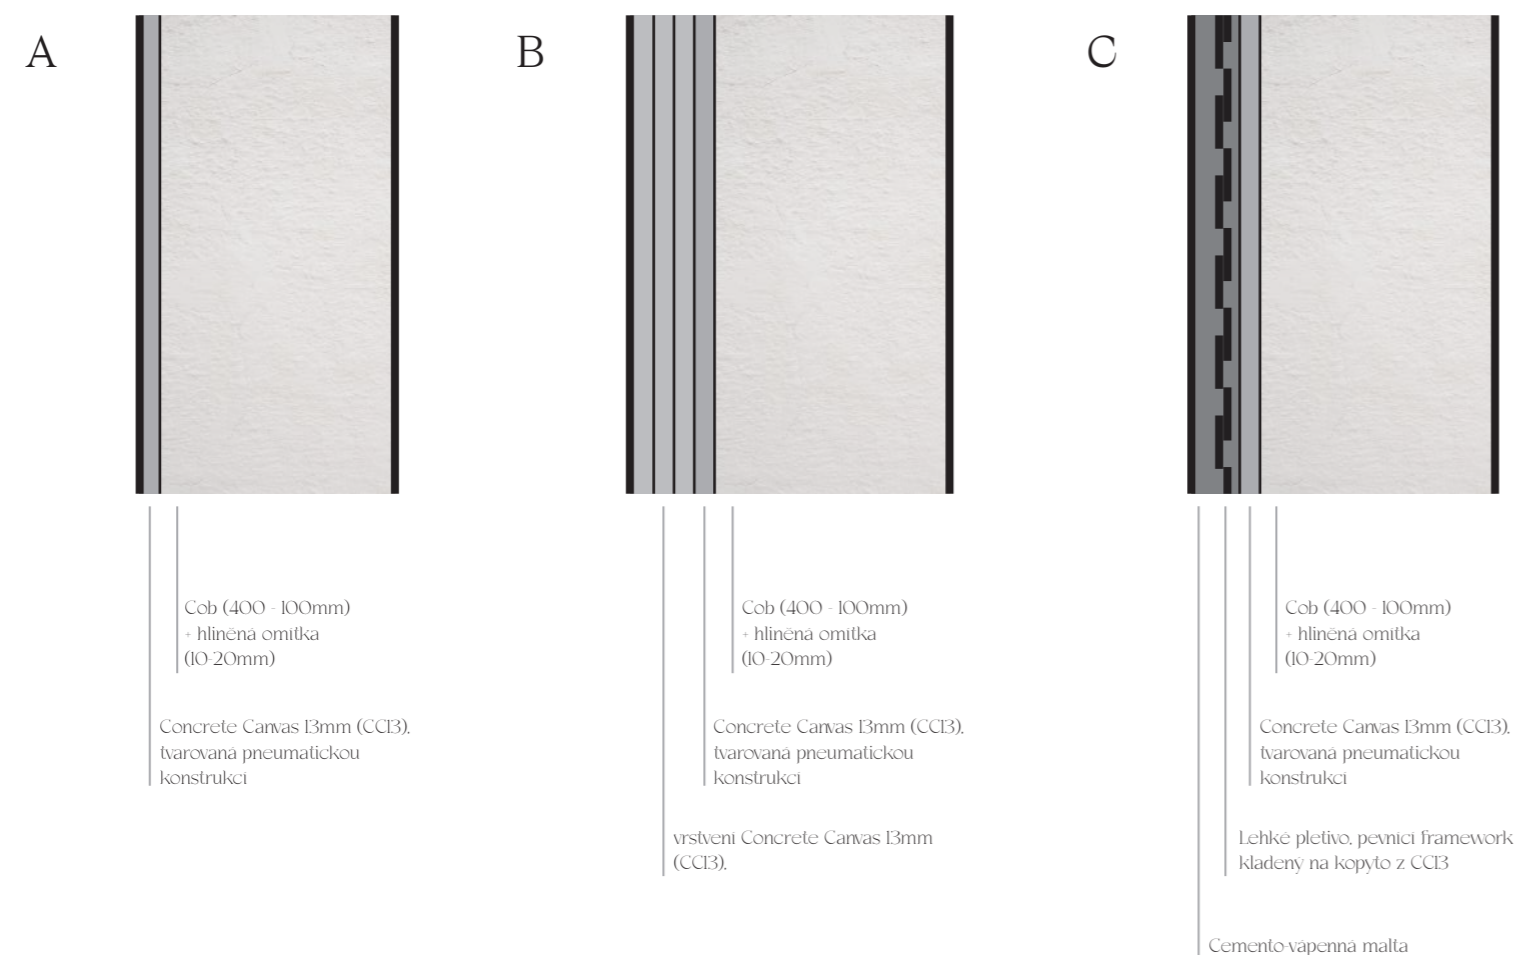 A
B
C
Cob (400 - 100mm)
+ hliněná omítka
(10-20mm)
Concrete Canvas 13mm (CC13),
tvarovaná pneumatickou
konstrukcí
Cob (400 - 100mm)
+ hliněná omítka
(10-20mm)
Concrete Canvas 13mm (CC13),
tvarovaná pneumatickou
konstrukcí
vrstvení Concrete Canvas 13mm
(CC13),
Cob (400 - 100mm)
+ hliněná omítka
(10-20mm)
Concrete Canvas 13mm (CC13),
tvarovaná pneumatickou
konstrukcí
Lehké pletivo, pevnící framework
kladený na kopyto z CC13
Cemento-vápenná malta